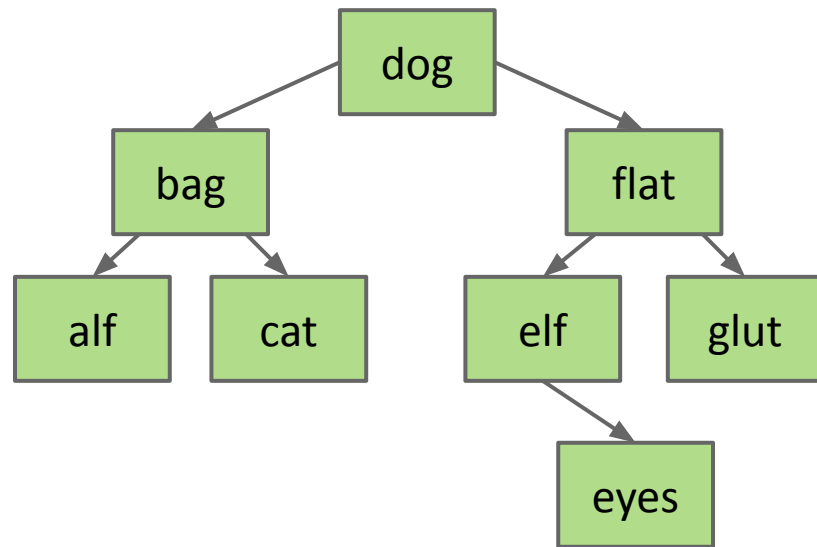 dog
bag
flat
alf
cat
elf
glut
eyes